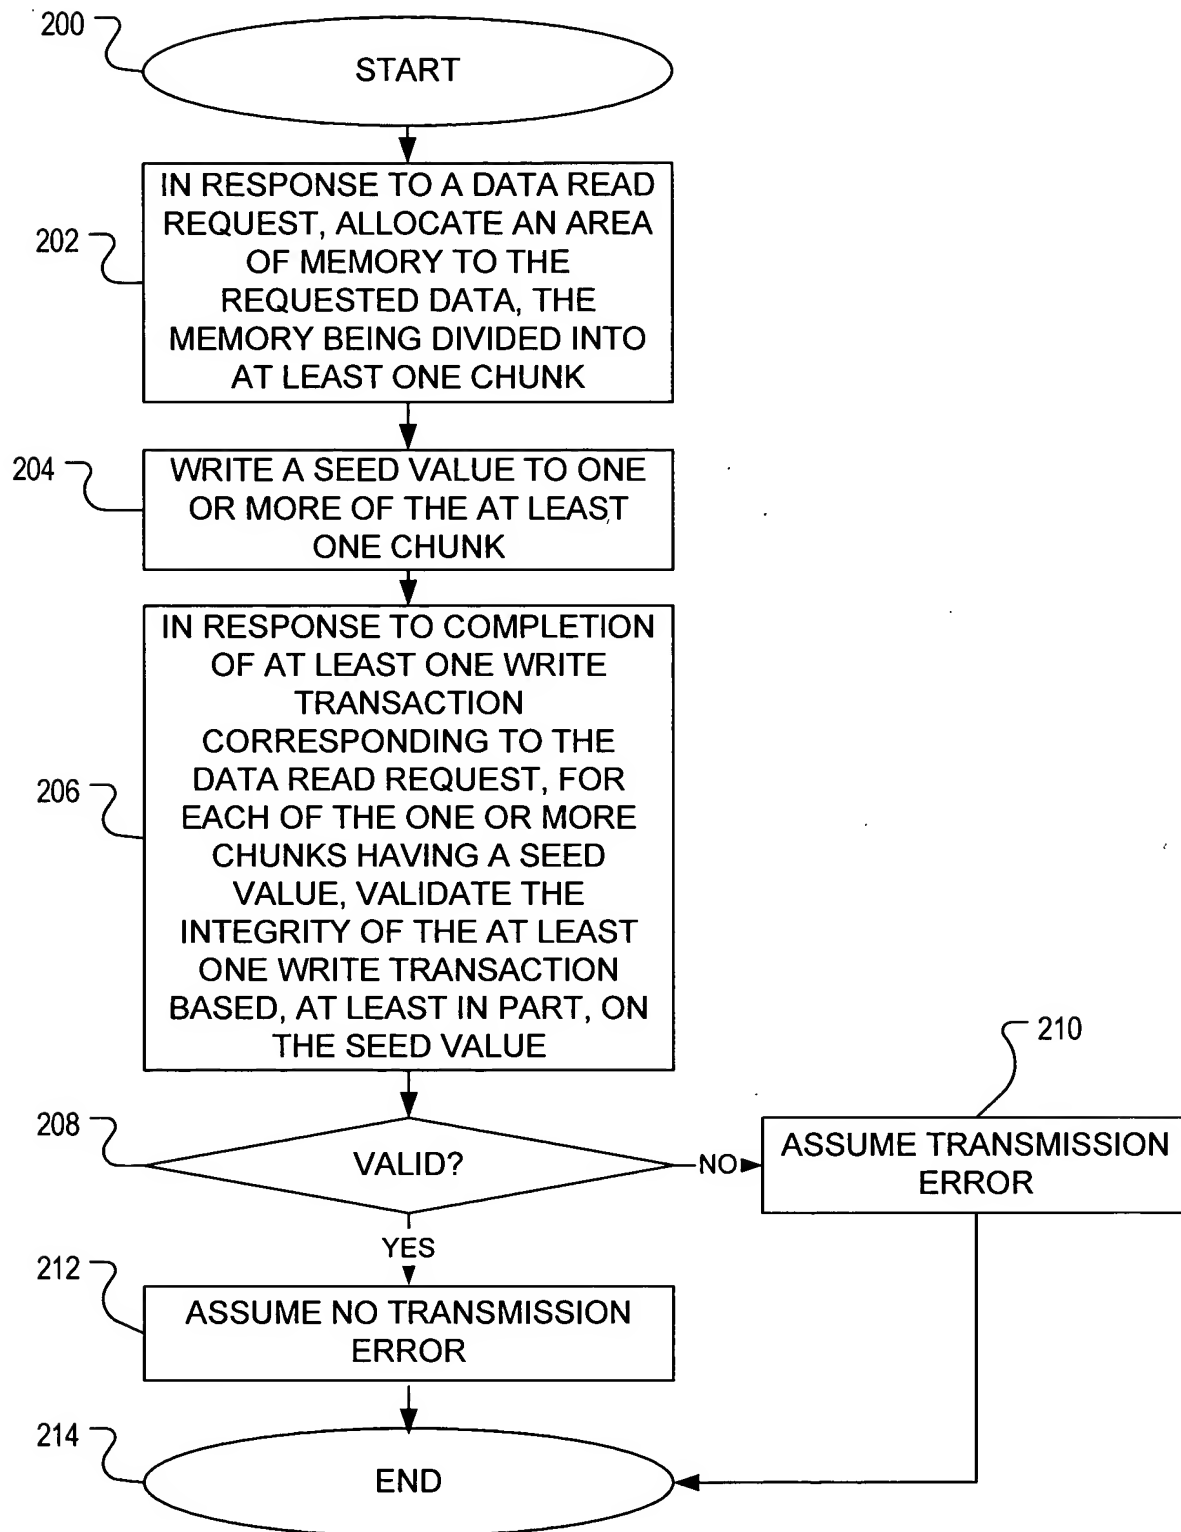 200
START
202
IN RESPONSE TO A DATA READ
REQUEST, ALLOCATE AN AREA
OF MEMORY TO THE
REQUESTED DATA, THE
MEMORY BEING DIVIDED INTO
AT LEAST ONE CHUNK
204
WRITE A SEED VALUE TO ONE
OR MORE OF THE AT LEAST
ONE CHUNK
206
IN RESPONSE TO COMPLETION
OF AT LEAST ONE WRITE
TRANSACTION
CORRESPONDING TO THE
DATA READ REQUEST, FOR
EACH OF THE ONE OR MORE
CHUNKS HAVING A SEED
VALUE, VALIDATE THE
INTEGRITY OF THE AT LEAST
ONE WRITE TRANSACTION
BASED, AT LEAST IN PART, ON
THE SEED VALUE
208
VALID?
NO
210
ASSUME TRANSMISSION
ERROR
YES
212
ASSUME NO TRANSMISSION
ERROR
214
END